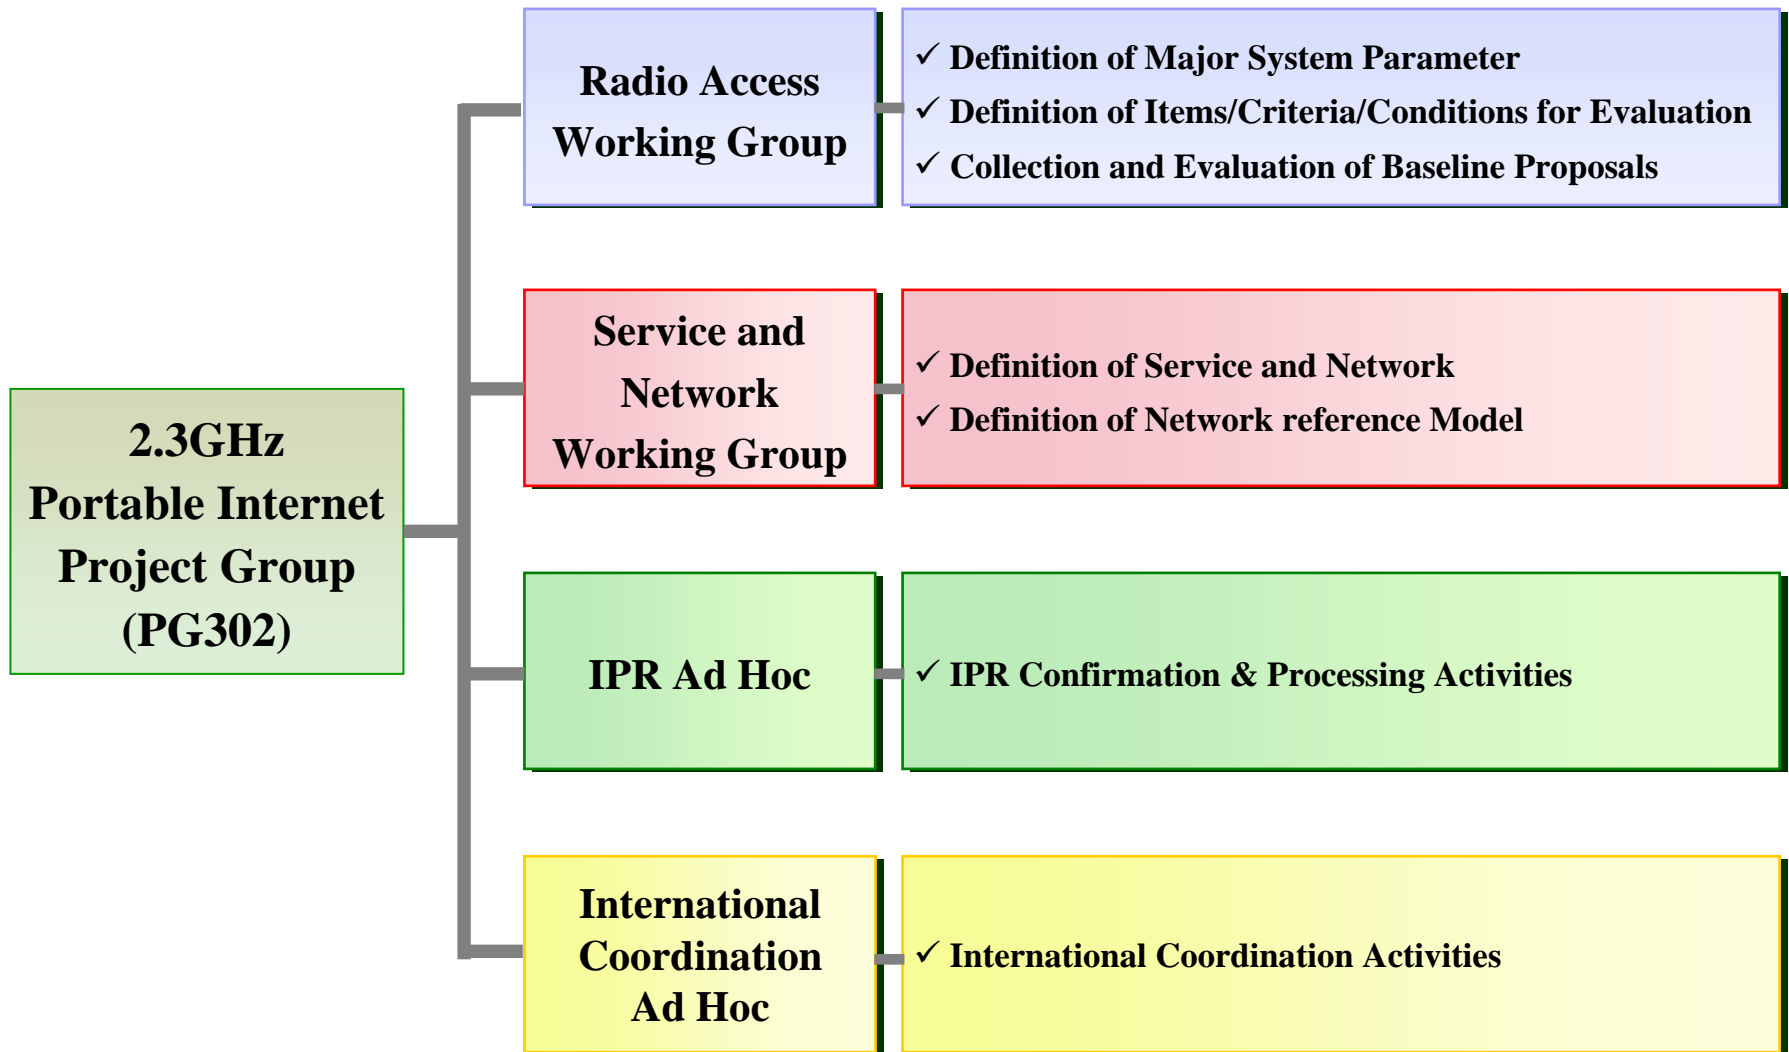 2.3GHz
Portable Internet
Project Group
(PG302)
Radio Access
Working Group
✓ Definition of Major System Parameter
✓ Definition of Items/Criteria/Conditions for Evaluation
✓ Collection and Evaluation of Baseline Proposals
Service and
Network
Working Group
✓ Definition of Service and Network
✓ Definition of Network reference Model
IPR Ad Hoc
✓ IPR Confirmation & Processing Activities
International
Coordination
Ad Hoc
✓ International Coordination Activities